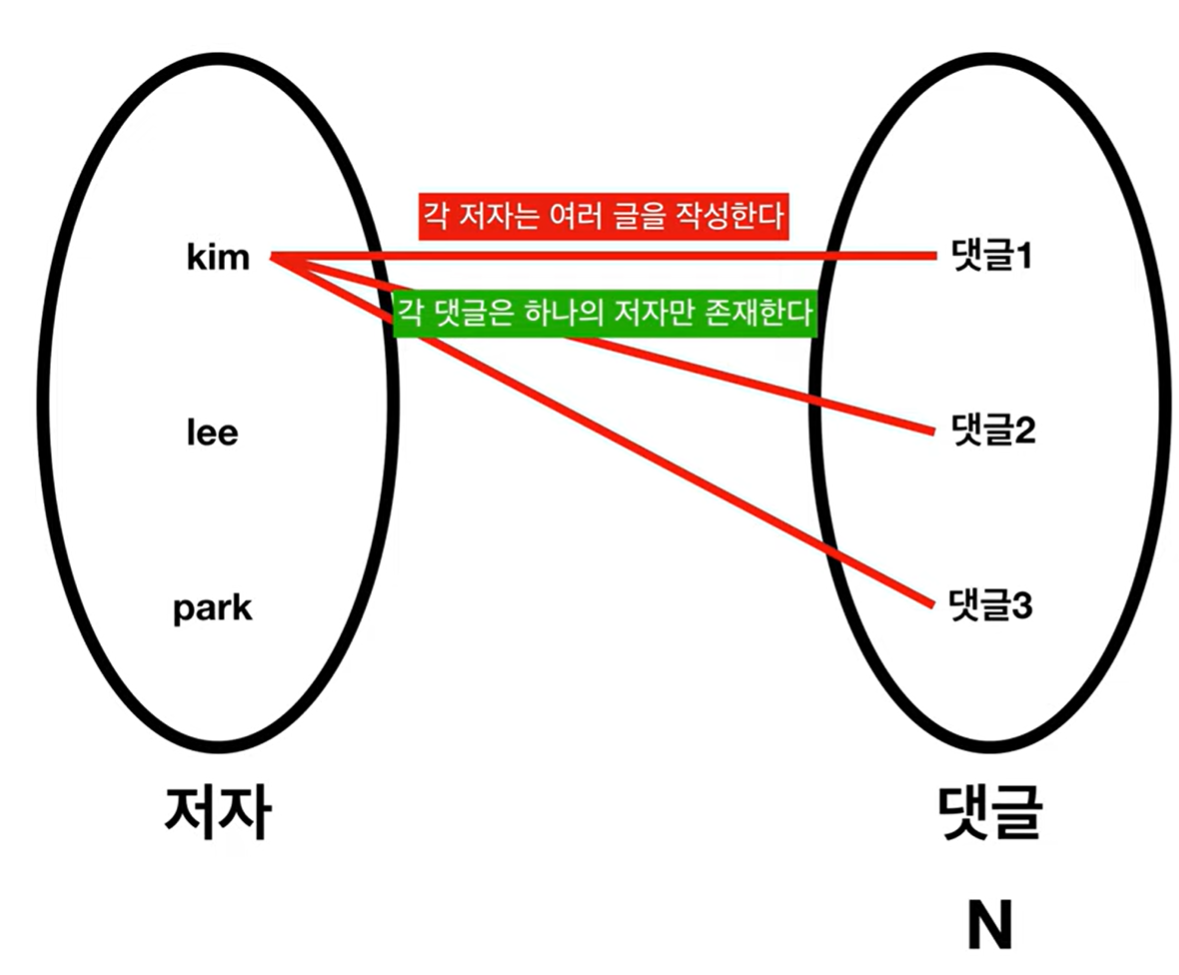 각 저자는 여러 글을 작성한다
kim
댓글1
각 댓글은 하나의 저자만 존재한다
lee
댓글2
park
댓글3
저자
댓글
N